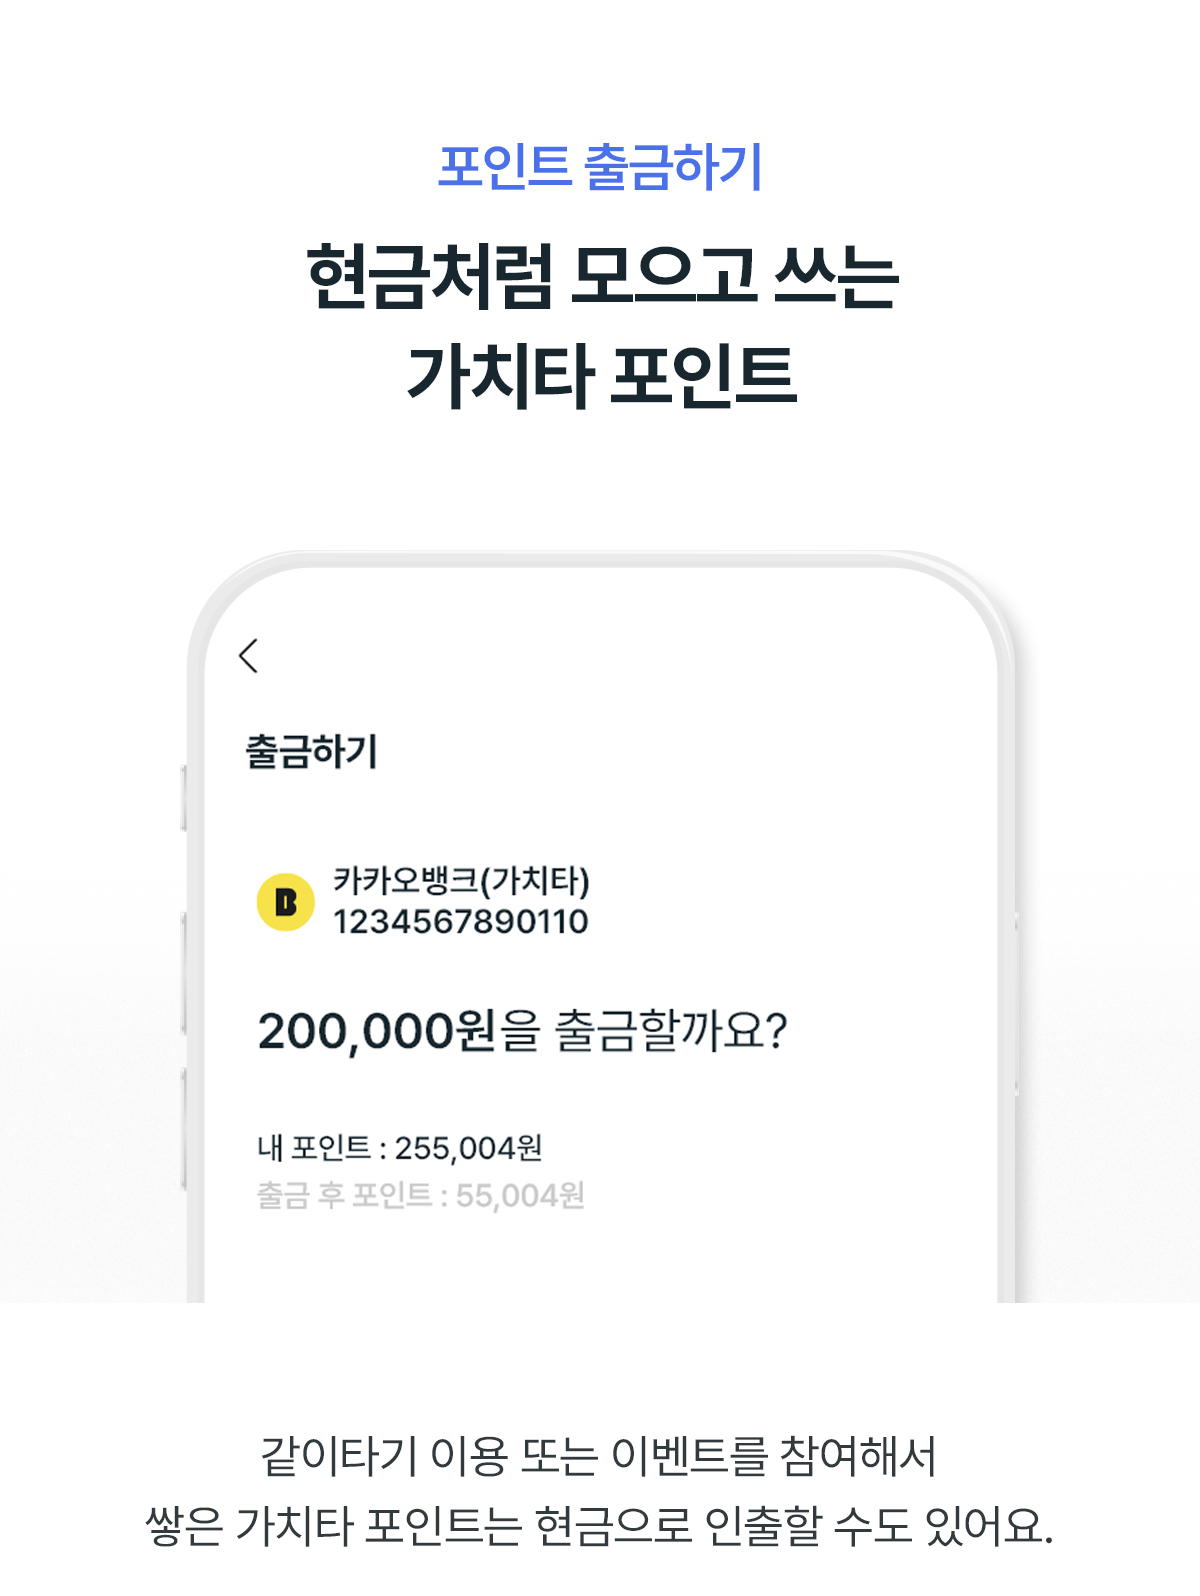 포인트 출금하기
현금처럼 모으고 쓰는
가치타 포인트
출금하기
B
카카오뱅크(가치타)
1234567890110
200,000원을 출금할까요?
내 포인트 : 255,004원
출금 후 포인트 : 55,004원
같이타기 이용 또는 이벤트를 참여해서
쌓은 가치타 포인트는 현금으로 인출할 수도 있어요.